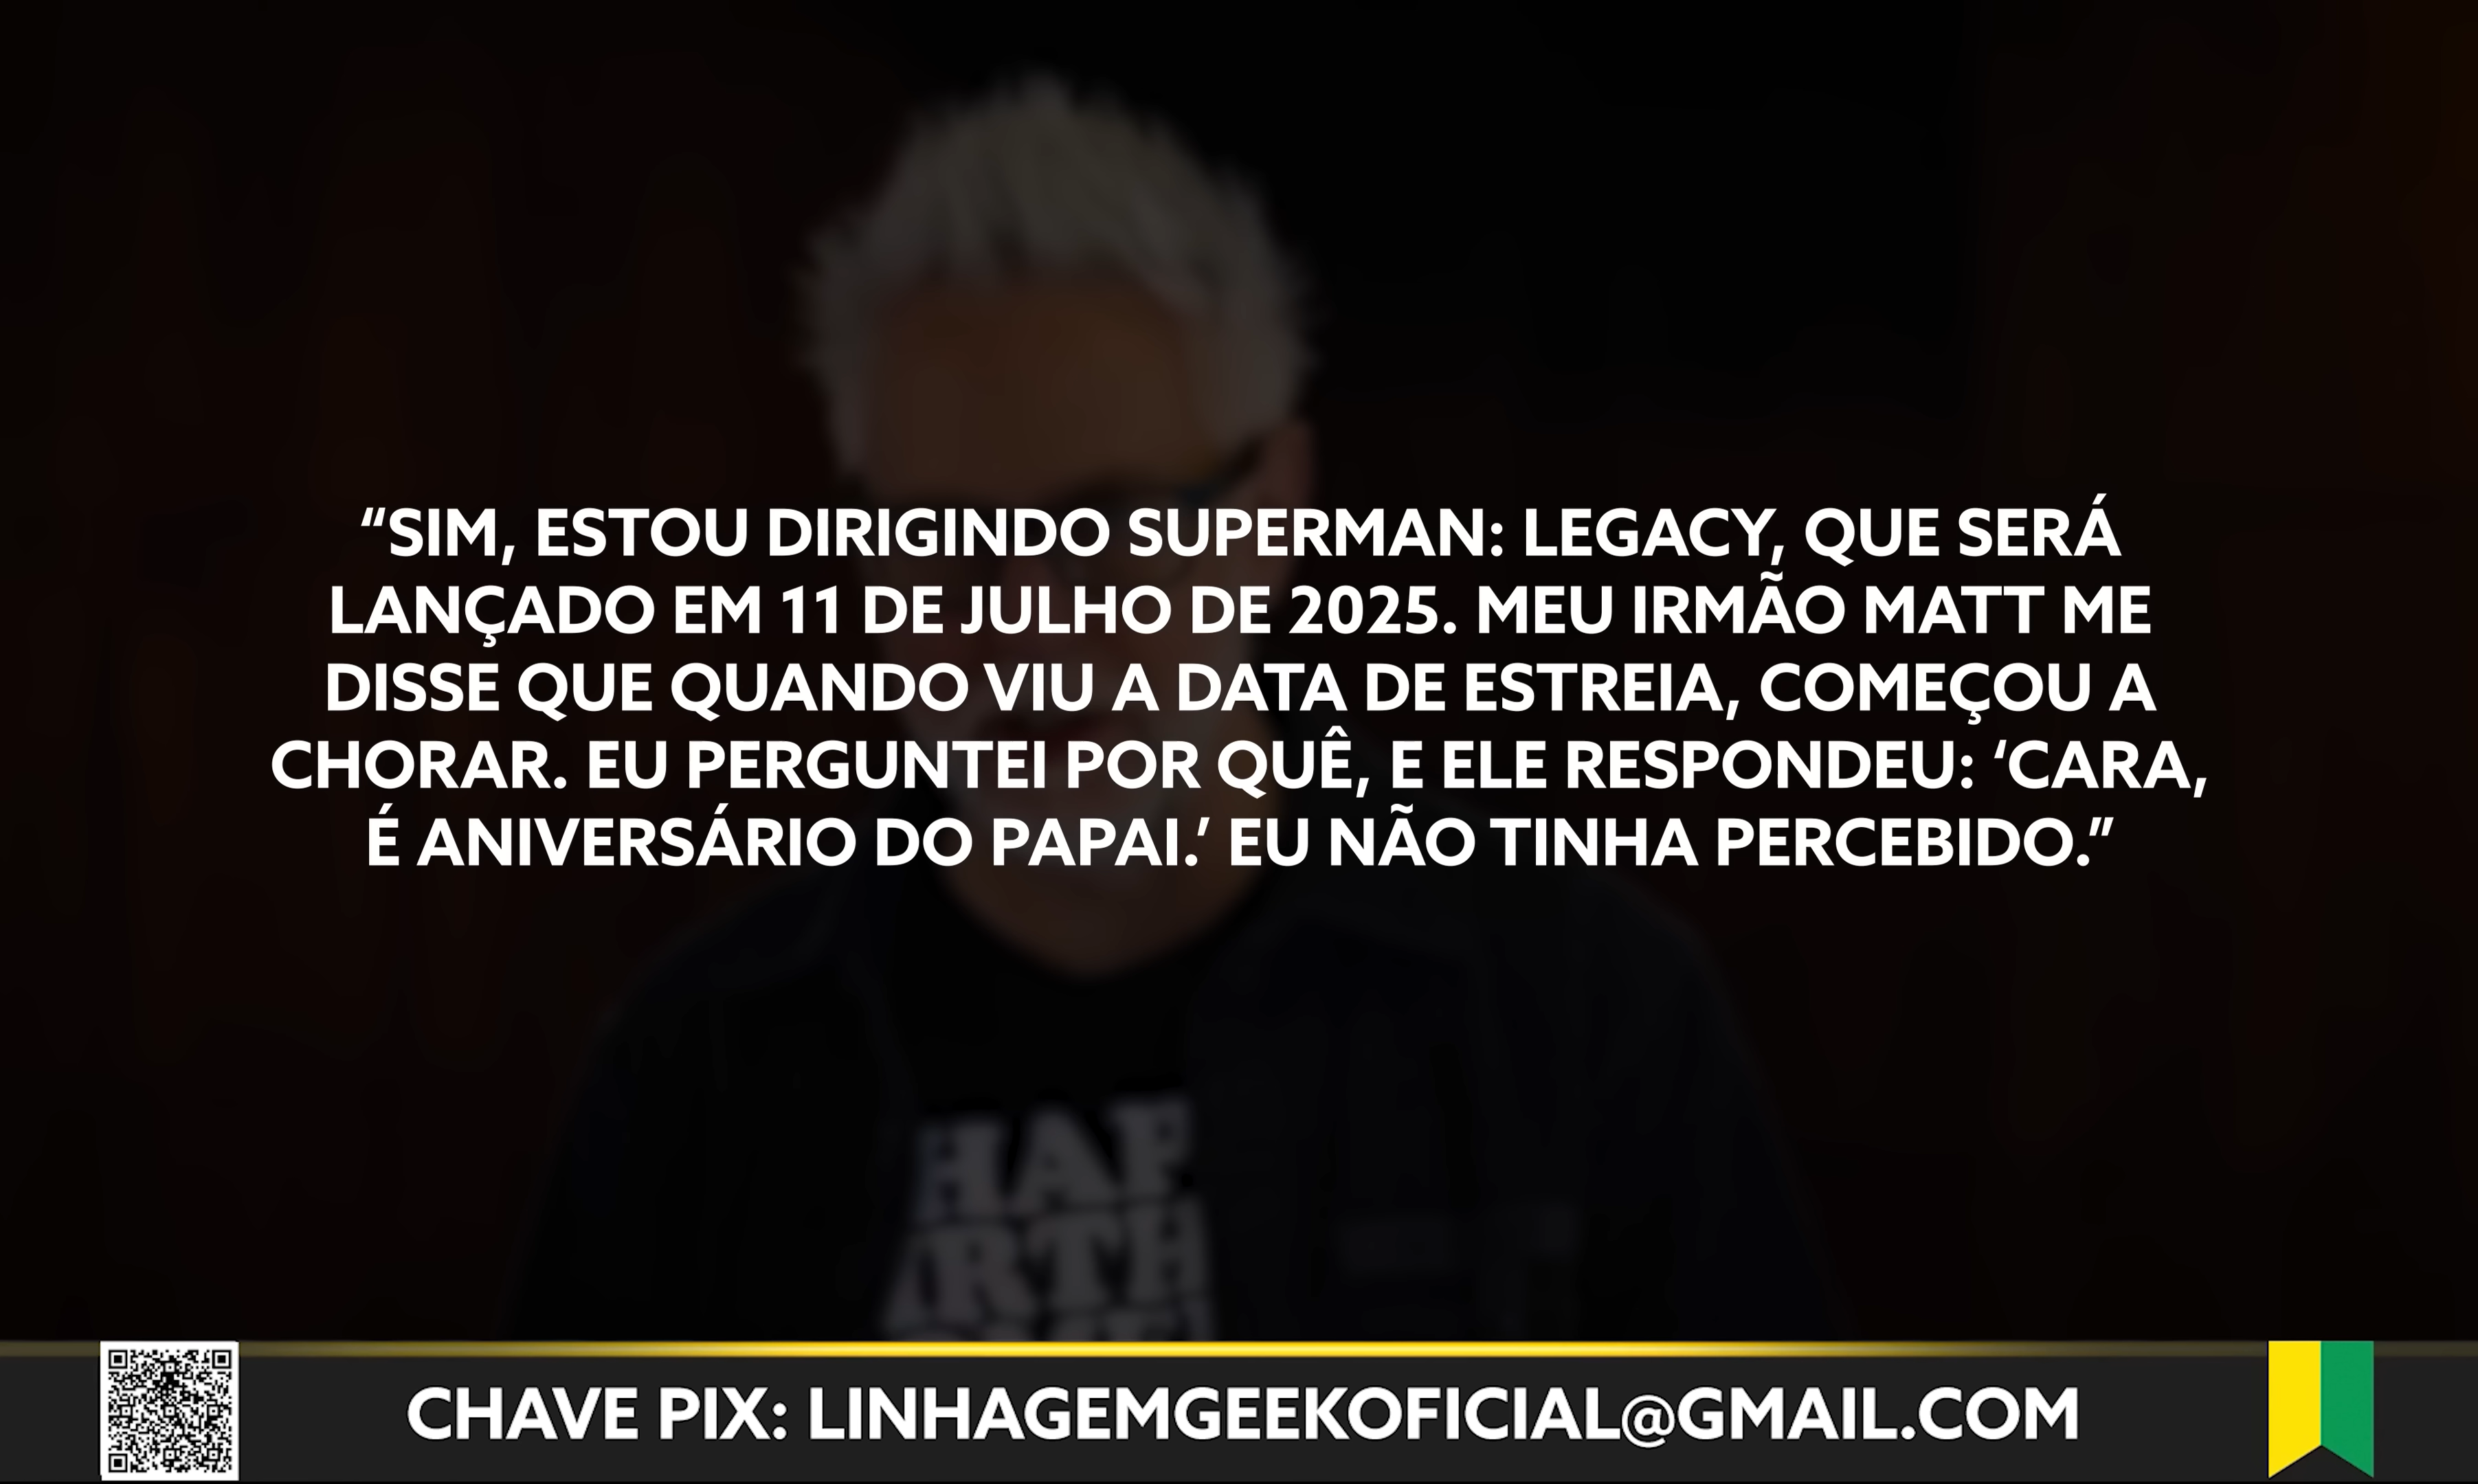 “SIM, ESTOU DIRIGINDO SUPERMAN: LEGACY, QUE SERÁ
LANÇADO EM 11 DE JULHO DE 2025. MEU IRMÃO MATT ME
DISSE QUE QUANDO VIU A DATA DE ESTREIA, COMEÇOU A
CHORAR. EU PERGUNTEI POR QUÊ, E ELE RESPONDEU: ‘CARA,
É ANIVERSÁRIO DO PAPAI.’ EU NÃO TINHA PERCEBIDO.”
CHAVE PIX: LINHAGEMGEEKOFICIAL@GMAIL.COM